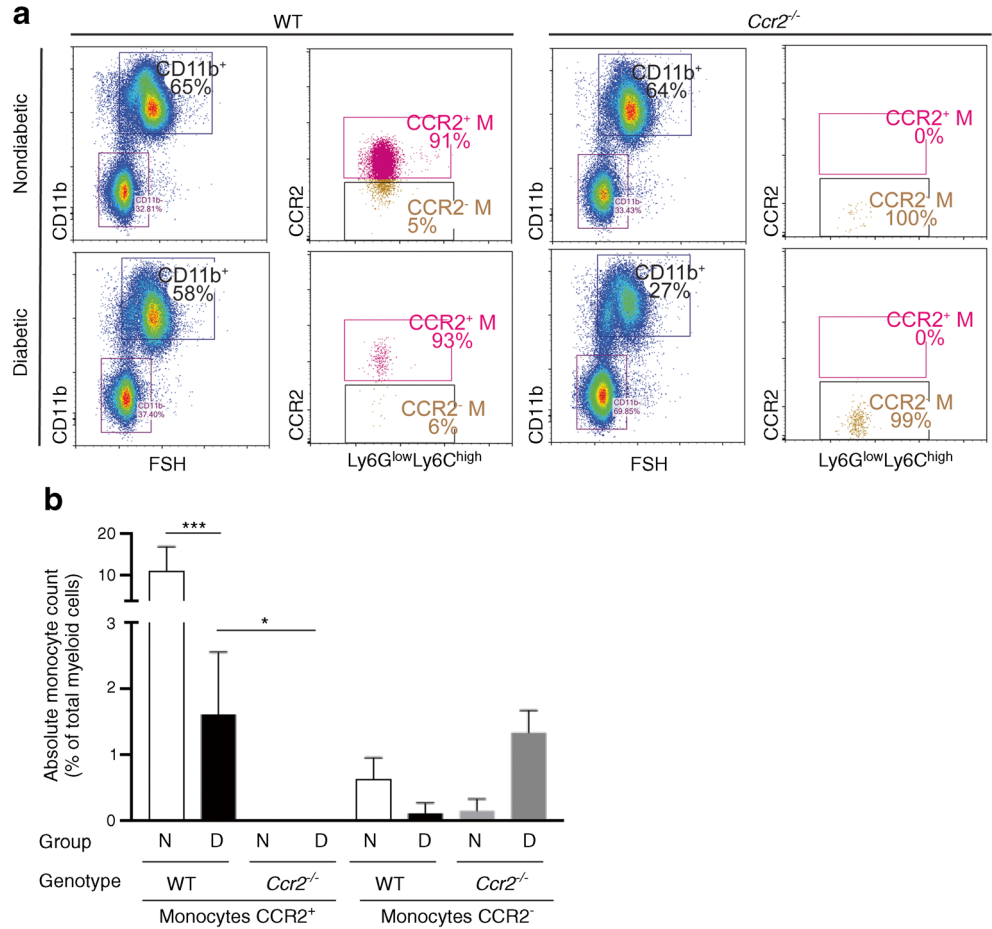 a
WT
Ccr2-/-
Nondiabetic
CD11b+
65%
CD11b-
32.81%
CD11b
CCR2+ M
91%
CCR2- M
5%
CCR2
CD11b+
64%
CD11b-
33.43%
CD11b
CCR2+ M
0%
CCR2- M
100%
CCR2
Diabetic
CD11b+
58%
CD11b-
37.40%
CD11b
FSH
CCR2+ M
93%
CCR2- M
6%
CCR2
Ly6GlowLy6Chigh
CD11b+
27%
CD11b-
69.85%
CD11b
FSH
CCR2+ M
0%
CCR2- M
99%
CCR2
Ly6GlowLy6Chigh
b
Absolute monocyte count
(% of total myeloid cells)
20
10
3
2
1
0
***
*
Group N D N D N D N D
Genotype WT Ccr2-/- WT Ccr2-/-
Monocytes CCR2+ Monocytes CCR2-